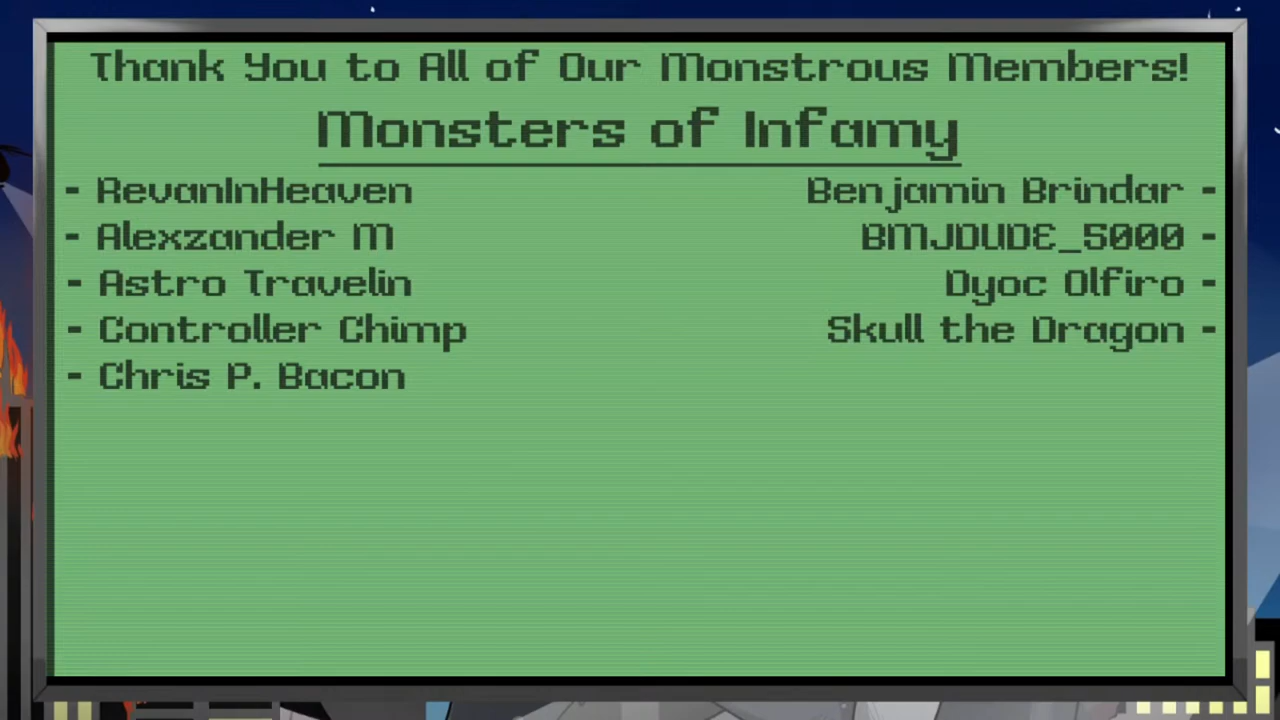 Thank You to All of Our Monstrous Members!
Monsters of Infamy
- RevanInHeaven
- Alexzander M
- Astro Travelin
- Controller Chimp
- Chris P. Bacon
Benjamin Brindar -
BMJDUDE_5000 -
Dyoc Olfiro -
Skull the Dragon -